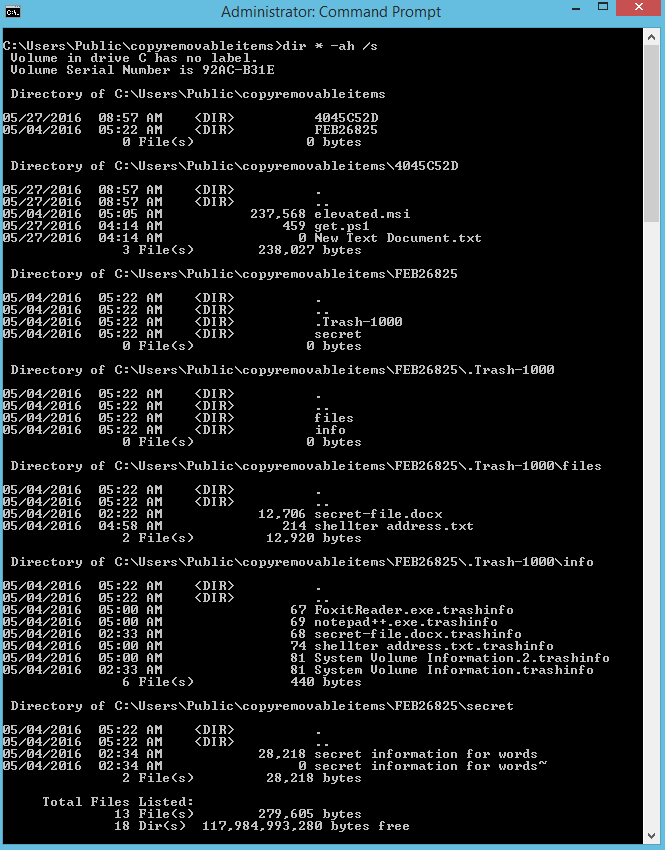 Administrator: Command Prompt
C:\Users\Public\copyremovableitems>dir * -ah /s
Volume in drive C has no label.
Volume Serial Number is 92AC-B31E
Directory of C:\Users\Public\copyremovableitems
05/27/2016  08:57 AM    <DIR>          4045C52D
05/04/2016  05:22 AM    <DIR>          FEB26825
0 File(s)              0 bytes
Directory of C:\Users\Public\copyremovableitems\4045C52D
05/27/2016  08:57 AM    <DIR>          .
05/27/2016  08:57 AM    <DIR>          ..
05/04/2016  05:05 AM           237,568 elevated.msi
05/27/2016  04:14 AM               459 get.ps1
05/27/2016  04:14 AM                 0 New Text Document.txt
3 File(s)        238,027 bytes
Directory of C:\Users\Public\copyremovableitems\FEB26825
05/04/2016  05:22 AM    <DIR>          .
05/04/2016  05:22 AM    <DIR>          ..
05/04/2016  05:22 AM    <DIR>          .Trash-1000
05/04/2016  05:22 AM    <DIR>          secret
0 File(s)              0 bytes
Directory of C:\Users\Public\copyremovableitems\FEB26825\.Trash-1000
05/04/2016  05:22 AM    <DIR>          .
05/04/2016  05:22 AM    <DIR>          ..
05/04/2016  05:22 AM    <DIR>          files
05/04/2016  05:22 AM    <DIR>          info
0 File(s)              0 bytes
Directory of C:\Users\Public\copyremovableitems\FEB26825\.Trash-1000\files
05/04/2016  05:22 AM    <DIR>          .
05/04/2016  05:22 AM    <DIR>          ..
05/04/2016  02:22 AM            12,706 secret-file.docx
05/04/2016  04:58 AM               214 shellter address.txt
2 File(s)         12,920 bytes
Directory of C:\Users\Public\copyremovableitems\FEB26825\.Trash-1000\info
05/04/2016  05:22 AM    <DIR>          .
05/04/2016  05:22 AM    <DIR>          ..
05/04/2016  05:00 AM                67 FoxitReader.exe.trashinfo
05/04/2016  05:00 AM                69 notepad++.exe.trashinfo
05/04/2016  02:33 AM                68 secret-file.docx.trashinfo
05/04/2016  05:00 AM                74 shellter address.txt.trashinfo
05/04/2016  05:00 AM                81 System Volume Information.2.trashinfo
05/04/2016  02:33 AM                81 System Volume Information.trashinfo
6 File(s)            440 bytes
Directory of C:\Users\Public\copyremovableitems\FEB26825\secret
05/04/2016  05:22 AM    <DIR>          .
05/04/2016  05:22 AM    <DIR>          ..
05/04/2016  02:34 AM            28,218 secret information for words
05/04/2016  02:34 AM                 0 secret information for words~
2 File(s)         28,218 bytes
Total Files Listed:
13 File(s)        279,605 bytes
18 Dir(s)  117,984,993,280 bytes free